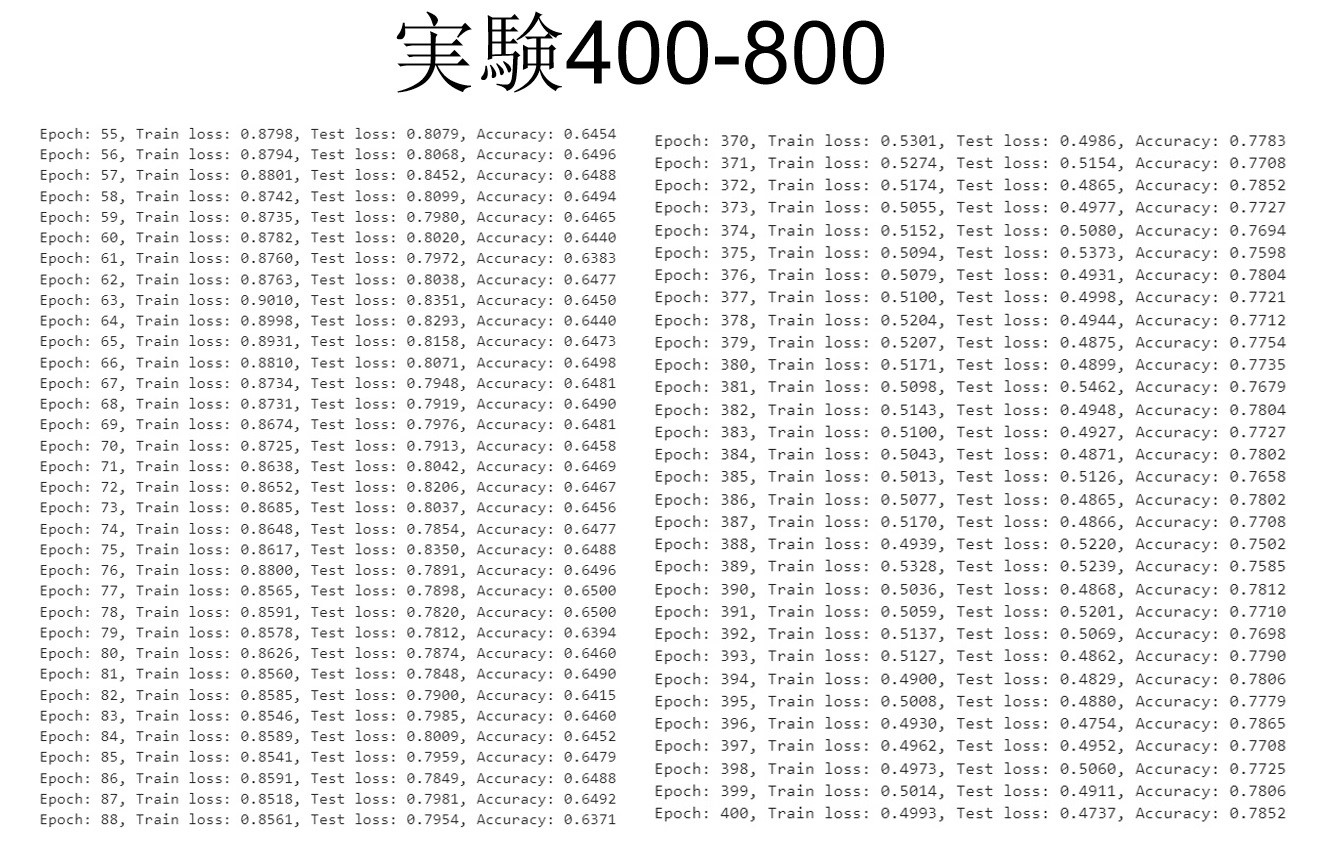 実験400-800
Epoch: 55, Train loss: 0.8798, Test loss: 0.8079, Accuracy: 0.6454
Epoch: 56, Train loss: 0.8794, Test loss: 0.8068, Accuracy: 0.6496
Epoch: 57, Train loss: 0.8801, Test loss: 0.8452, Accuracy: 0.6488
Epoch: 58, Train loss: 0.8742, Test loss: 0.8099, Accuracy: 0.6494
Epoch: 59, Train loss: 0.8735, Test loss: 0.7980, Accuracy: 0.6465
Epoch: 60, Train loss: 0.8782, Test loss: 0.8020, Accuracy: 0.6440
Epoch: 61, Train loss: 0.8760, Test loss: 0.7972, Accuracy: 0.6383
Epoch: 62, Train loss: 0.8763, Test loss: 0.8038, Accuracy: 0.6477
Epoch: 63, Train loss: 0.9010, Test loss: 0.8351, Accuracy: 0.6450
Epoch: 64, Train loss: 0.8998, Test loss: 0.8293, Accuracy: 0.6440
Epoch: 65, Train loss: 0.8931, Test loss: 0.8158, Accuracy: 0.6473
Epoch: 66, Train loss: 0.8810, Test loss: 0.8071, Accuracy: 0.6498
Epoch: 67, Train loss: 0.8734, Test loss: 0.7948, Accuracy: 0.6481
Epoch: 68, Train loss: 0.8731, Test loss: 0.7919, Accuracy: 0.6490
Epoch: 69, Train loss: 0.8674, Test loss: 0.7976, Accuracy: 0.6481
Epoch: 70, Train loss: 0.8725, Test loss: 0.7913, Accuracy: 0.6458
Epoch: 71, Train loss: 0.8638, Test loss: 0.8042, Accuracy: 0.6469
Epoch: 72, Train loss: 0.8652, Test loss: 0.8206, Accuracy: 0.6467
Epoch: 73, Train loss: 0.8685, Test loss: 0.8037, Accuracy: 0.6456
Epoch: 74, Train loss: 0.8648, Test loss: 0.7854, Accuracy: 0.6477
Epoch: 75, Train loss: 0.8617, Test loss: 0.8350, Accuracy: 0.6488
Epoch: 76, Train loss: 0.8800, Test loss: 0.7891, Accuracy: 0.6496
Epoch: 77, Train loss: 0.8565, Test loss: 0.7898, Accuracy: 0.6500
Epoch: 78, Train loss: 0.8591, Test loss: 0.7820, Accuracy: 0.6500
Epoch: 79, Train loss: 0.8578, Test loss: 0.7812, Accuracy: 0.6394
Epoch: 80, Train loss: 0.8626, Test loss: 0.7874, Accuracy: 0.6460
Epoch: 81, Train loss: 0.8560, Test loss: 0.7848, Accuracy: 0.6490
Epoch: 82, Train loss: 0.8585, Test loss: 0.7900, Accuracy: 0.6415
Epoch: 83, Train loss: 0.8546, Test loss: 0.7985, Accuracy: 0.6460
Epoch: 84, Train loss: 0.8589, Test loss: 0.8009, Accuracy: 0.6452
Epoch: 85, Train loss: 0.8541, Test loss: 0.7959, Accuracy: 0.6479
Epoch: 86, Train loss: 0.8591, Test loss: 0.7849, Accuracy: 0.6488
Epoch: 87, Train loss: 0.8518, Test loss: 0.7981, Accuracy: 0.6492
Epoch: 88, Train loss: 0.8561, Test loss: 0.7954, Accuracy: 0.6371
Epoch: 370, Train loss: 0.5301, Test loss: 0.4986, Accuracy: 0.7783
Epoch: 371, Train loss: 0.5274, Test loss: 0.5154, Accuracy: 0.7708
Epoch: 372, Train loss: 0.5174, Test loss: 0.4865, Accuracy: 0.7852
Epoch: 373, Train loss: 0.5055, Test loss: 0.4977, Accuracy: 0.7727
Epoch: 374, Train loss: 0.5152, Test loss: 0.5080, Accuracy: 0.7694
Epoch: 375, Train loss: 0.5094, Test loss: 0.5373, Accuracy: 0.7598
Epoch: 376, Train loss: 0.5079, Test loss: 0.4931, Accuracy: 0.7804
Epoch: 377, Train loss: 0.5100, Test loss: 0.4998, Accuracy: 0.7721
Epoch: 378, Train loss: 0.5204, Test loss: 0.4944, Accuracy: 0.7712
Epoch: 379, Train loss: 0.5207, Test loss: 0.4875, Accuracy: 0.7754
Epoch: 380, Train loss: 0.5171, Test loss: 0.4899, Accuracy: 0.7735
Epoch: 381, Train loss: 0.5098, Test loss: 0.5462, Accuracy: 0.7679
Epoch: 382, Train loss: 0.5143, Test loss: 0.4948, Accuracy: 0.7804
Epoch: 383, Train loss: 0.5100, Test loss: 0.4927, Accuracy: 0.7727
Epoch: 384, Train loss: 0.5043, Test loss: 0.4871, Accuracy: 0.7802
Epoch: 385, Train loss: 0.5013, Test loss: 0.5126, Accuracy: 0.7658
Epoch: 386, Train loss: 0.5077, Test loss: 0.4865, Accuracy: 0.7802
Epoch: 387, Train loss: 0.5170, Test loss: 0.4866, Accuracy: 0.7708
Epoch: 388, Train loss: 0.4939, Test loss: 0.5220, Accuracy: 0.7502
Epoch: 389, Train loss: 0.5328, Test loss: 0.5239, Accuracy: 0.7585
Epoch: 390, Train loss: 0.5036, Test loss: 0.4868, Accuracy: 0.7812
Epoch: 391, Train loss: 0.5059, Test loss: 0.5201, Accuracy: 0.7710
Epoch: 392, Train loss: 0.5137, Test loss: 0.5069, Accuracy: 0.7698
Epoch: 393, Train loss: 0.5127, Test loss: 0.4862, Accuracy: 0.7790
Epoch: 394, Train loss: 0.4900, Test loss: 0.4829, Accuracy: 0.7806
Epoch: 395, Train loss: 0.5008, Test loss: 0.4880, Accuracy: 0.7779
Epoch: 396, Train loss: 0.4930, Test loss: 0.4754, Accuracy: 0.7865
Epoch: 397, Train loss: 0.4962, Test loss: 0.4952, Accuracy: 0.7708
Epoch: 398, Train loss: 0.4973, Test loss: 0.5060, Accuracy: 0.7725
Epoch: 399, Train loss: 0.5014, Test loss: 0.4911, Accuracy: 0.7806
Epoch: 400, Train loss: 0.4993, Test loss: 0.4737, Accuracy: 0.7852